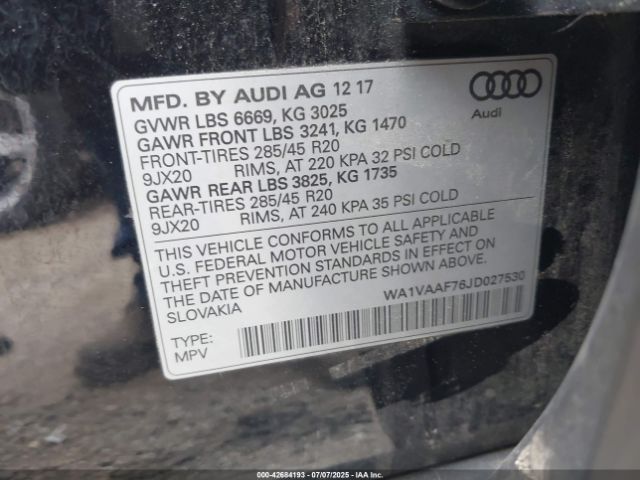 MFD. BY AUDI AG 12 17
GVWR LBS 6669, KG 3025
GAWR FRONT LBS 3241, KG 1470
FRONT-TIRES 285/45 R20
9JX20 RIMS, AT 220 KPA 32 PSI COLD
GAWR REAR LBS 3825, KG 1735
REAR-TIRES 285/45 R20
9JX20 RIMS, AT 240 KPA 35 PSI COLD
Audi
THIS VEHICLE CONFORMS TO ALL APPLICABLE
U.S. FEDERAL MOTOR VEHICLE SAFETY AND
THEFT PREVENTION STANDARDS IN EFFECT ON
THE DATE OF MANUFACTURE SHOWN ABOVE.
SLOVAKIA
WA1VAAF76JD027530
TYPE:
MPV
000-42684193 - 07/07/2025 - IAA Inc.